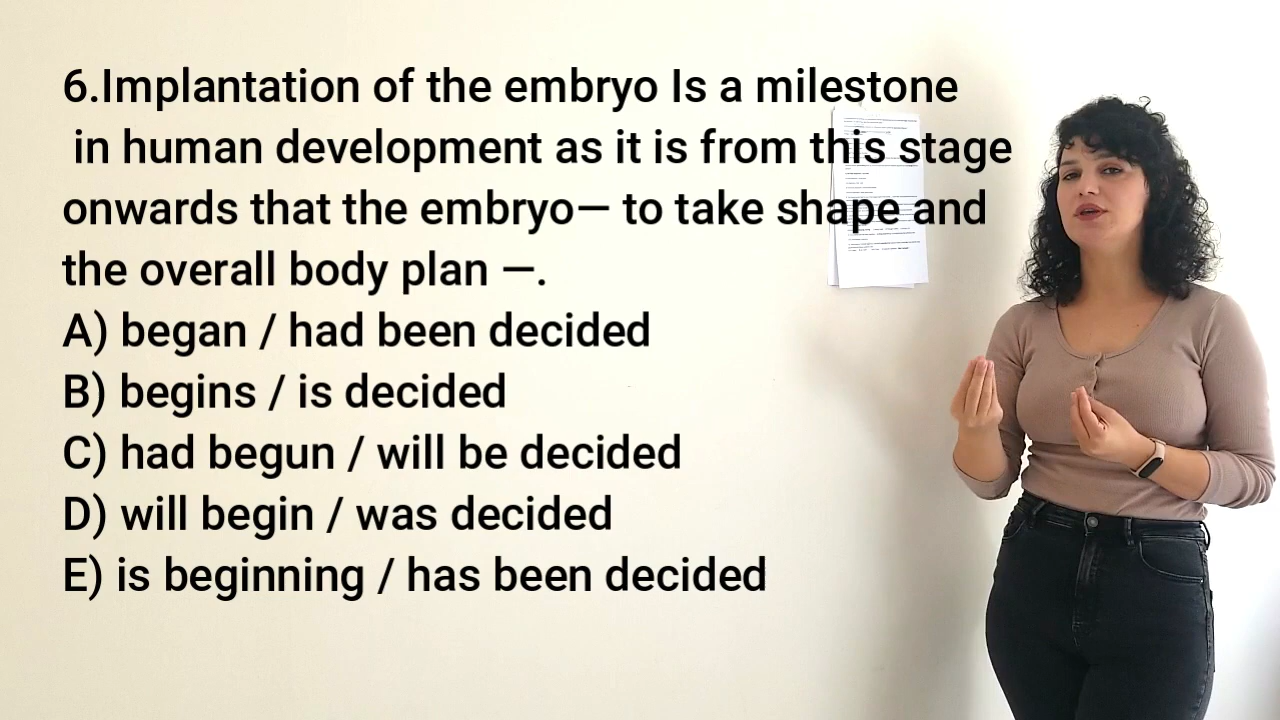 6.Implantation of the embryo Is a milestone
in human development as it is from this stage
onwards that the embryo— to take shape and
the overall body plan —.
A) began / had been decided
B) begins / is decided
C) had begun / will be decided
D) will begin / was decided
E) is beginning / has been decided